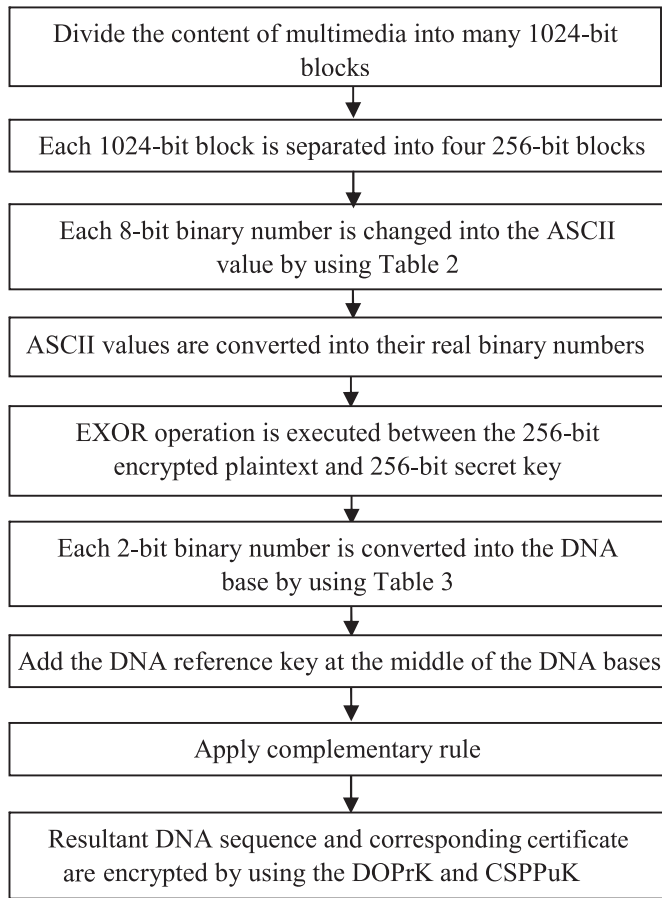 Divide the content of multimedia into many 1024-bit
blocks
Each 1024-bit block is separated into four 256-bit blocks
Each 8-bit binary number is changed into the ASCII
value by using Table 2
ASCII values are converted into their real binary numbers
EXOR operation is executed between the 256-bit
encrypted plaintext and 256-bit secret key
Each 2-bit binary number is converted into the DNA
base by using Table 3
Add the DNA reference key at the middle of the DNA bases
Apply complementary rule
Resultant DNA sequence and corresponding certificate
are encrypted by using the DOPrK and CSPPuK